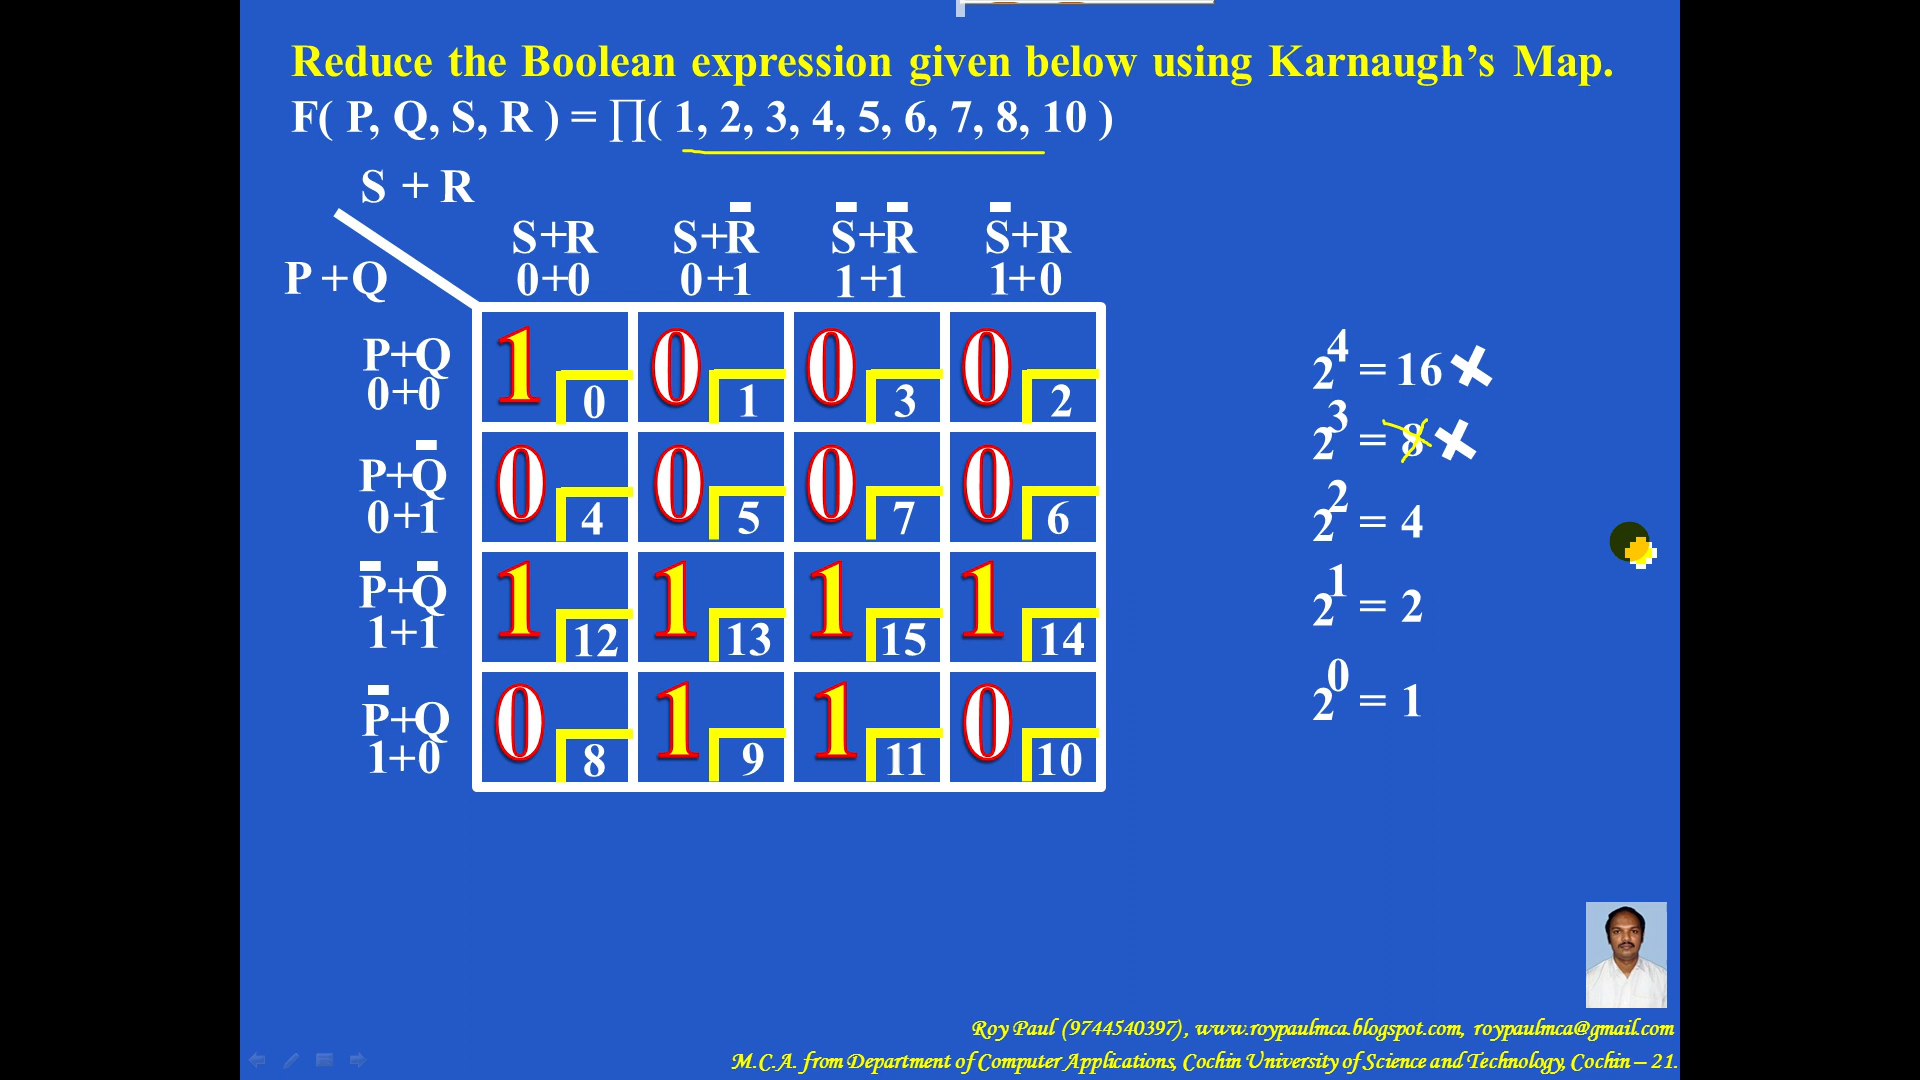 Reduce the Boolean expression given below using Karnaugh’s Map.
F( P, Q, S, R ) = ∏( 1, 2, 3, 4, 5, 6, 7, 8, 10 )
S + R
P + Q
S+R S+R̅ S̅+R̅ S̅+R
0+0 0+1 1+1 1+0
P+Q
0+0
1 0 0 0
0 1 3 2
P+Q̅
0+1
0 0 0 0
4 5 7 6
P̅+Q̅
1+1
1 1 1 1
12 13 15 14
P̅+Q
1+0
0 1 1 0
8 9 11 10
2⁴ = 16 ×
2³ = 8 ×
2² = 4
2¹ = 2
2⁰ = 1
Roy Paul (9744540397), www.roypaulmca.blogspot.com, roypaulmca@gmail.com
M.C.A. from Department of Computer Applications, Cochin University of Science and Technology, Cochin – 21.